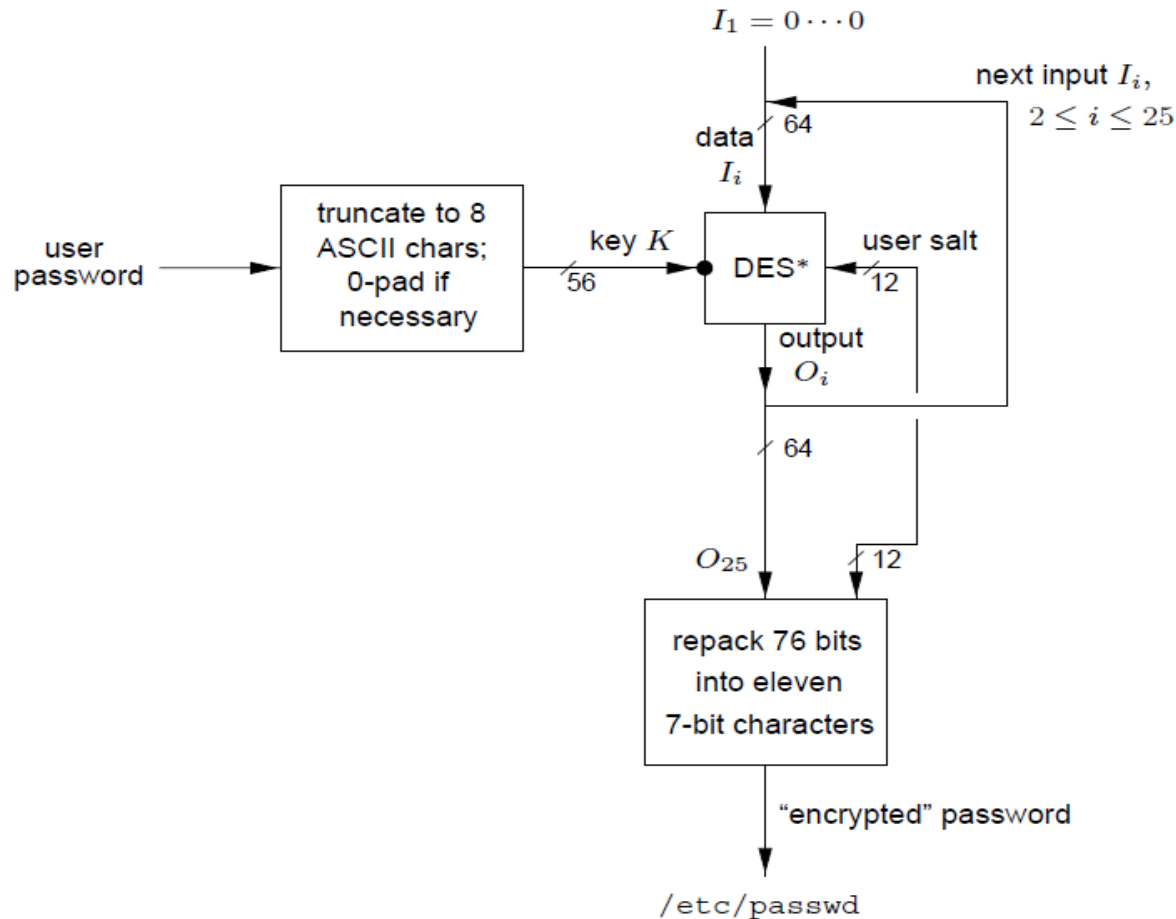 I₁ = 0 ⋯ 0
next input Iᵢ,
2 ≤ i ≤ 25
64
data
Iᵢ
truncate to 8
ASCII chars;
0-pad if
necessary
user
password
key K
56
DES*
user salt
12
output
Oᵢ
64
O₂₅
12
repack 76 bits
into eleven
7-bit characters
“encrypted” password
/etc/passwd